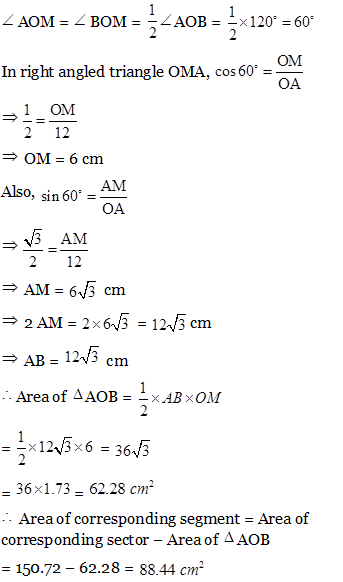 ∠ AOM = ∠ BOM = 1/2 ∠AOB = 1/2 × 120° = 60°
In right angled triangle OMA, cos 60° = OM/OA
⇒ 1/2 = OM/12
⇒ OM = 6 cm
Also, sin 60° = AM/OA
⇒ √3/2 = AM/12
⇒ AM = 6√3 cm
⇒ 2 AM = 2×6√3 = 12√3 cm
⇒ AB = 12√3 cm
∴ Area of ΔAOB = 1/2 × AB × OM
= 1/2 × 12√3 × 6 = 36√3
= 36×1.73 = 62.28 cm²
∴ Area of corresponding segment = Area of
corresponding sector – Area of ΔAOB
= 150.72 – 62.28 = 88.44 cm²